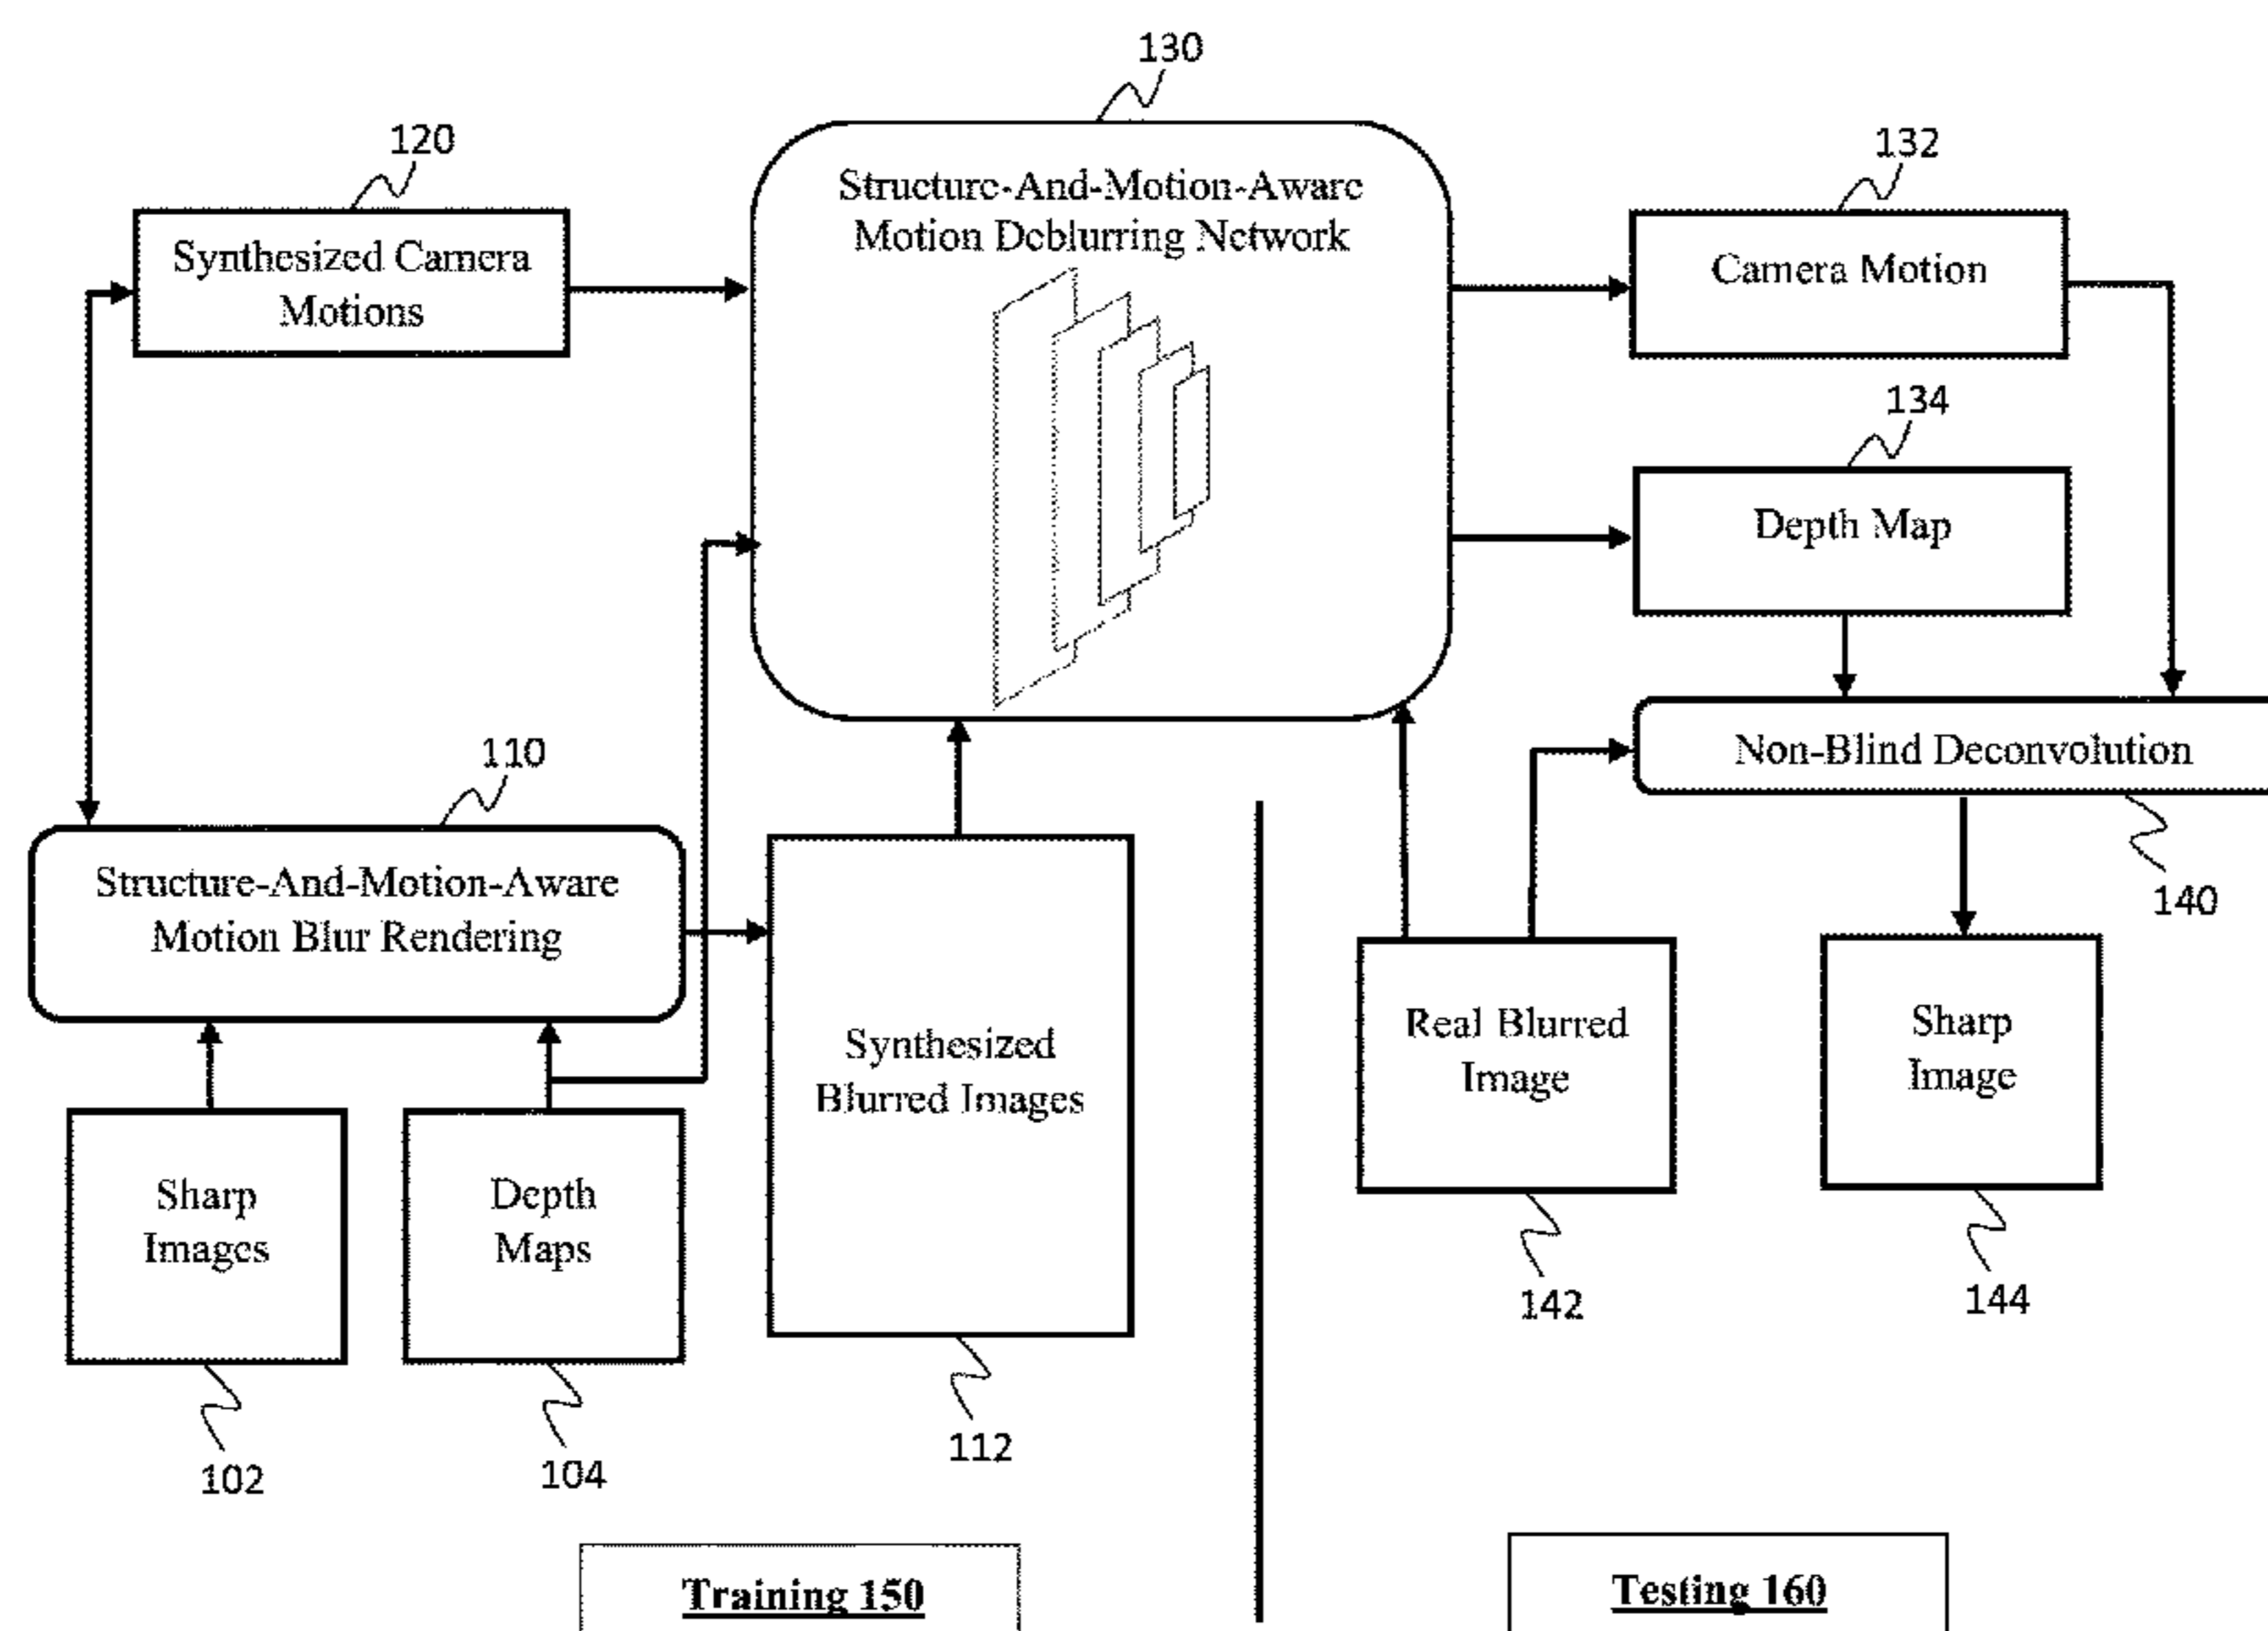 130
120
132
Structure-And-Motion-Aware
Motion Deblurring Network
Synthesized Camera
Motions
Camera Motion
134
Depth Map
110
Non-Blind Deconvolution
Structure-And-Motion-Aware
Motion Blur Rendering
140
Synthesized
Blurred Images
Real Blurred
Image
Sharp
Image
Sharp
Images
Depth
Maps
142
144
112
102
104
Training 150
Testing 160